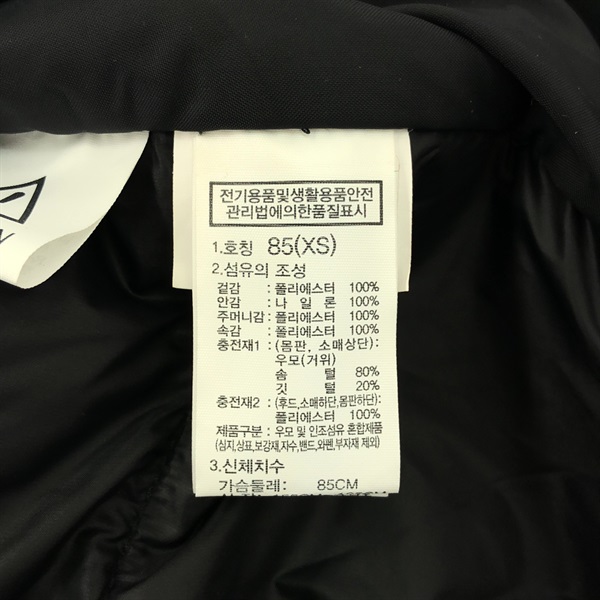 전기용품및생활용품안전
관리법에의한품질표시
1.호칭 85(XS)
2.섬유의 조성
겉감 : 폴리에스터 100%
안감 : 나 일 론 100%
주머니감 : 폴리에스터 100%
속감 : 폴리에스터 100%
충전재1 : (몸판, 소매상단) :
우모(거위)
솜 털 80%
깃 털 20%
충전재2 : (후드,소매하단,몸판하단) :
폴리에스터 100%
제품구분 : 우모 및 인조섬유 혼합제품
(심지,상표,보강재,자수,밴드,와펜,부자재 제외)
3.신체치수
가슴둘레 : 85CM